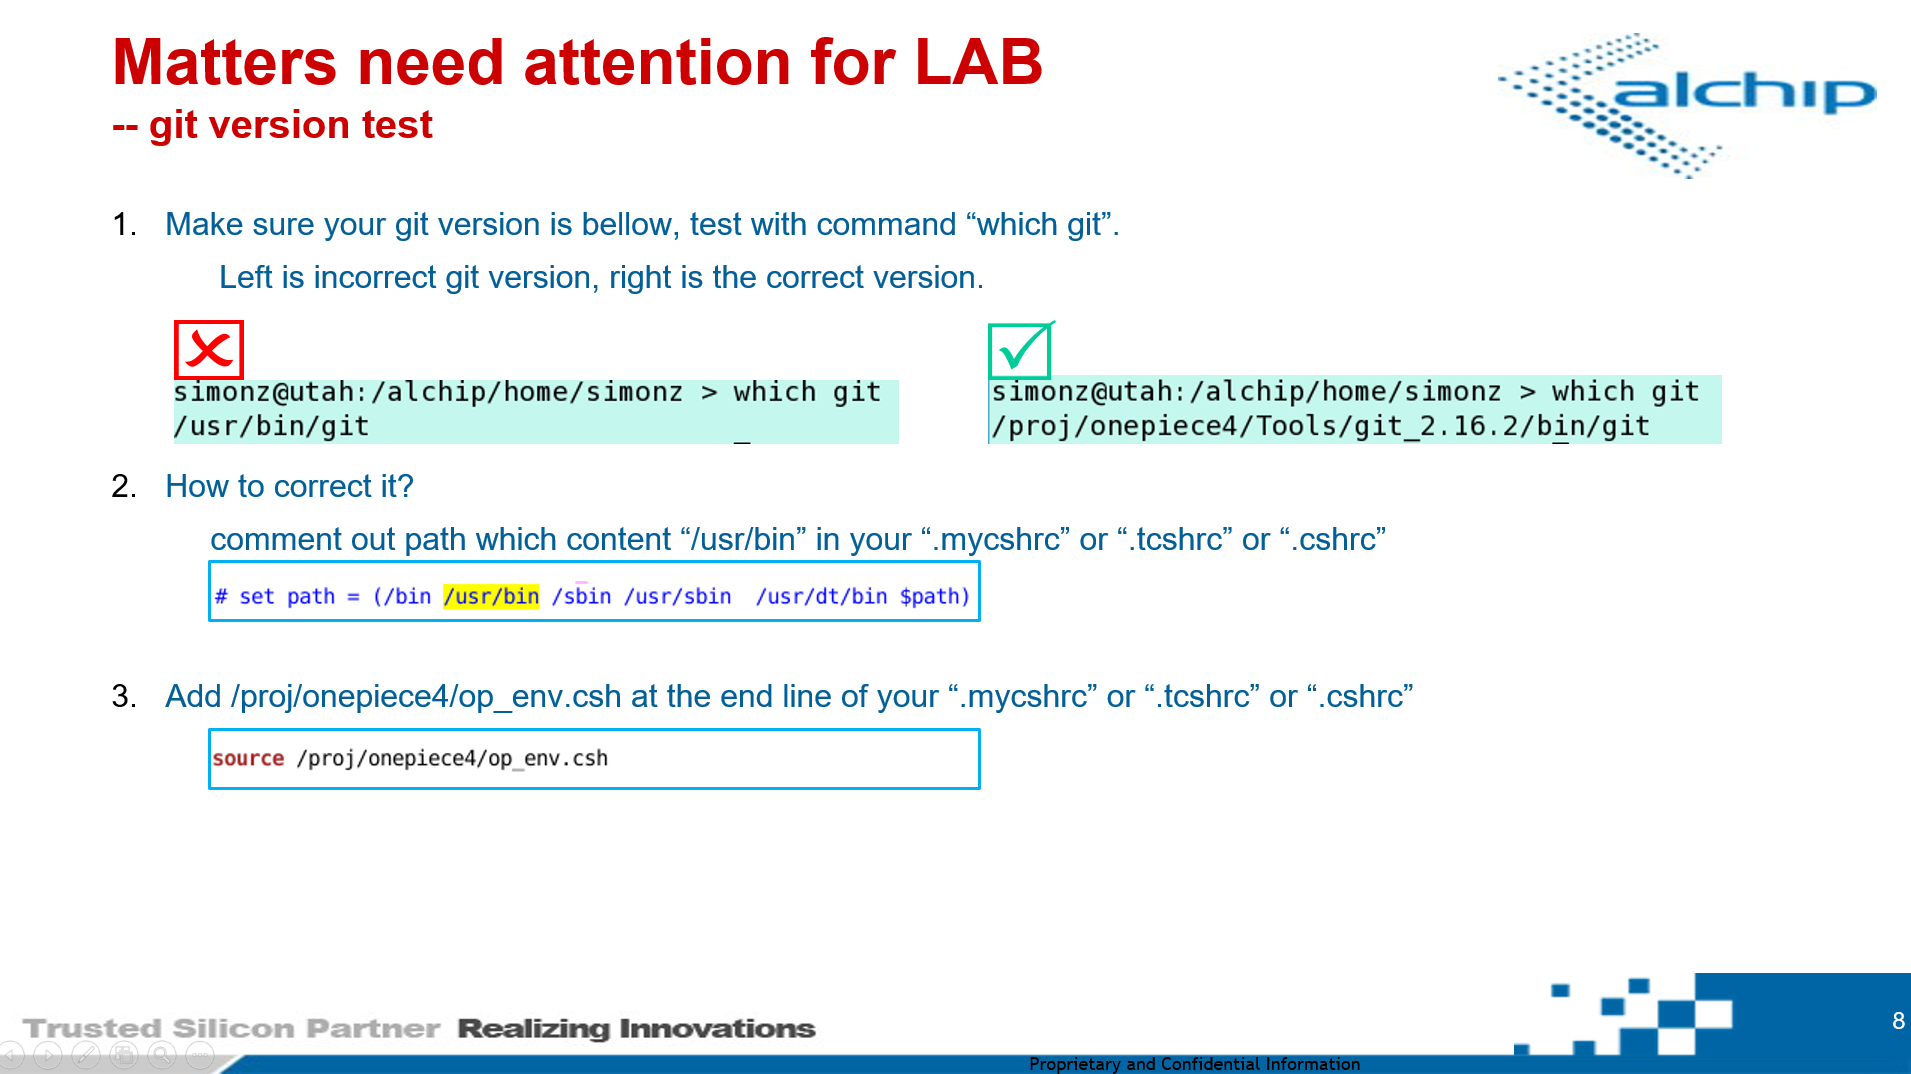 Matters need attention for LAB
-- git version test
alchip
1. Make sure your git version is bellow, test with command “which git”.
Left is incorrect git version, right is the correct version.
simonz@utah:/alchip/home/simonz > which git
/usr/bin/git
simonz@utah:/alchip/home/simonz > which git
/proj/onepiece4/Tools/git_2.16.2/bin/git
2. How to correct it?
comment out path which content “/usr/bin” in your “.mycshrc” or “.tcshrc” or “.cshrc”
# set path = (/bin /usr/bin /sbin /usr/sbin  /usr/dt/bin $path)
3. Add /proj/onepiece4/op_env.csh at the end line of your “.mycshrc” or “.tcshrc” or “.cshrc”
source /proj/onepiece4/op_env.csh
Trusted Silicon Partner Realizing Innovations
8
Proprietary and Confidential Information